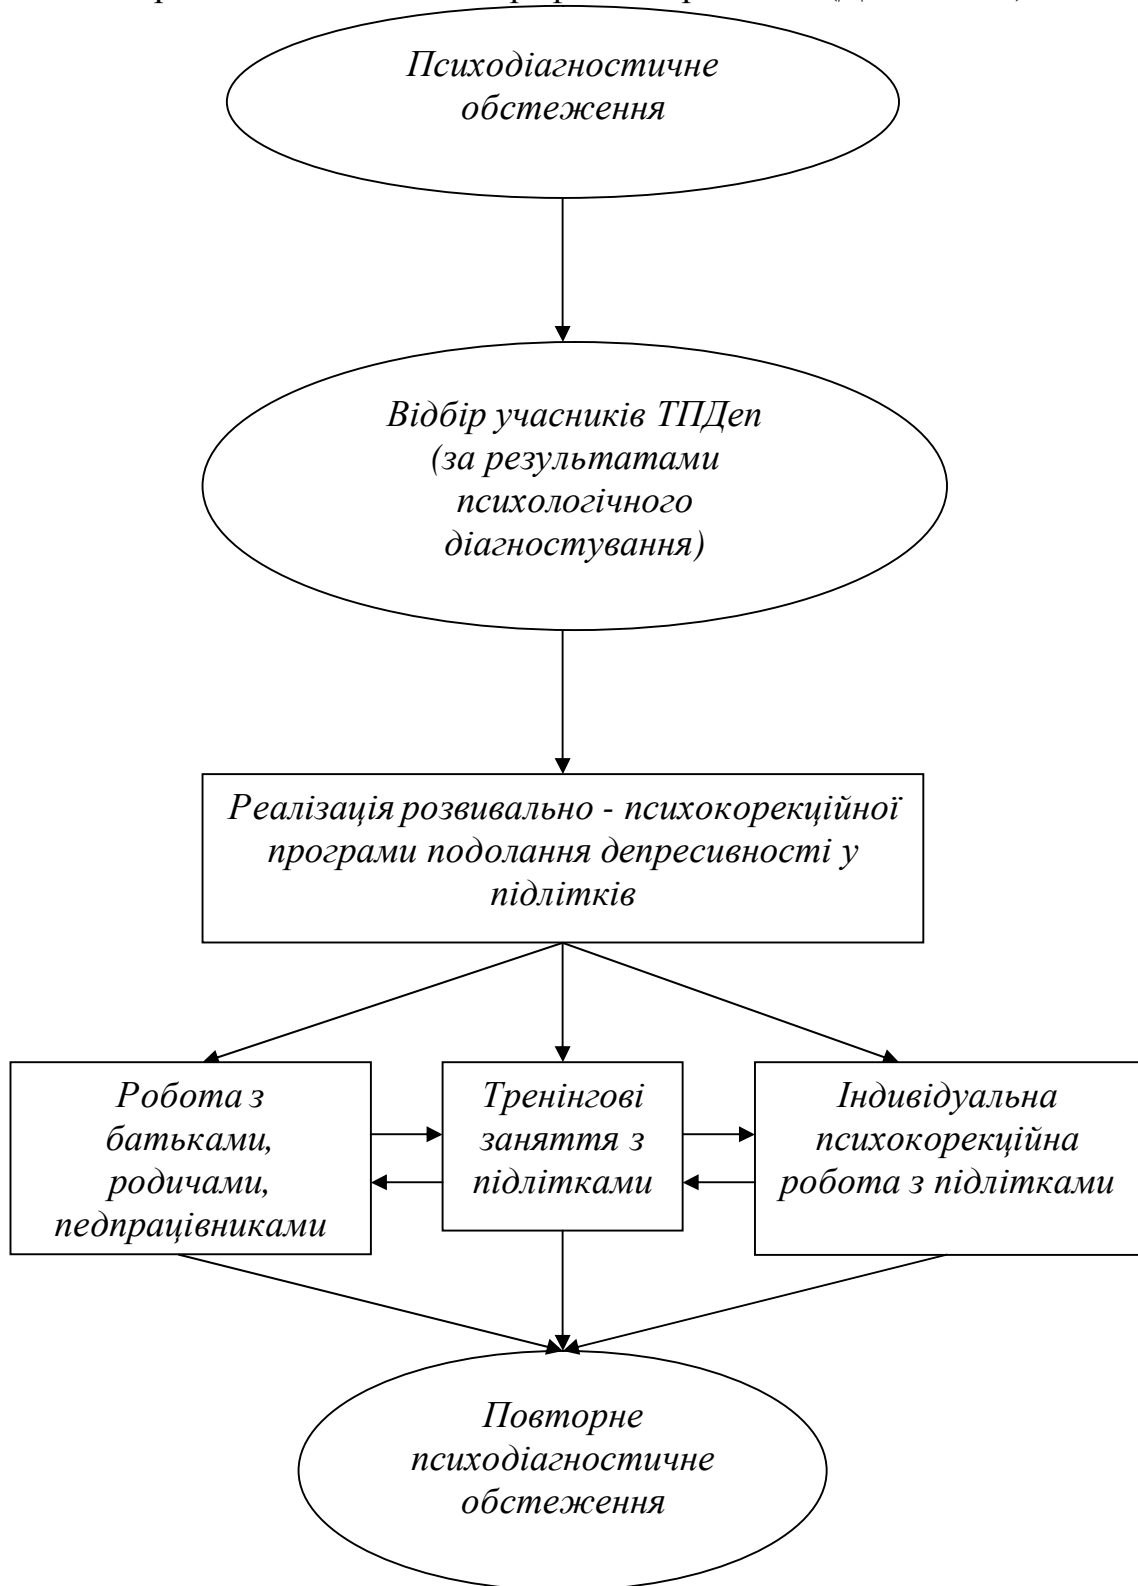 Психодіагностичне
обстеження
Відбір учасників ТПДеп
(за результатами
психологічного
діагностування)
Реалізація розвивально - психокорекційної
програми подолання депресивності у
підлітків
Робота з
батьками,
родичами,
педпрацівниками
Тренінгові
заняття з
підлітками
Індивідуальна
психокорекційна
робота з підлітками
Повторне
психодіагностичне
обстеження